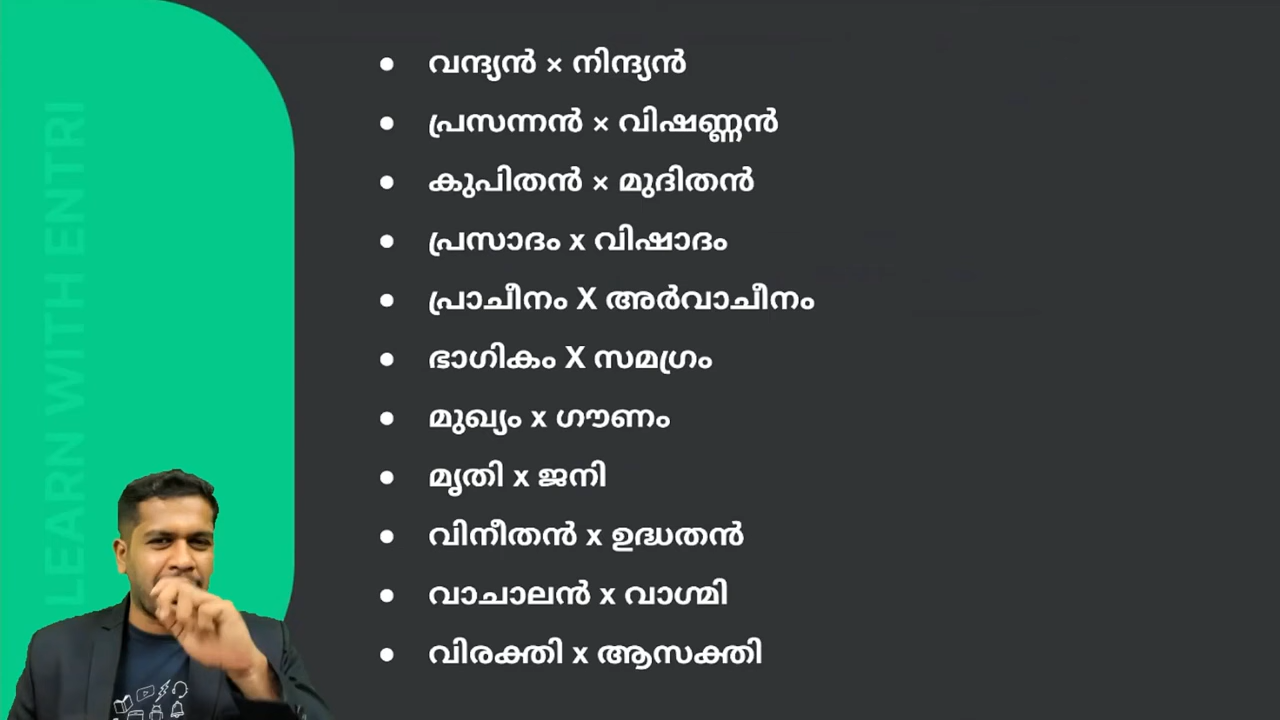 LEARN WITH ENTRI
• വന്ദ്യൻ × നിന്ദ്യൻ
• പ്രസന്നൻ × വിഷണ്ണൻ
• കുപിതൻ × മുദിതൻ
• പ്രസാദം x വിഷാദം
• പ്രാചീനം X അർവാചീനം
• ഭാഗികം X സമഗ്രം
• മുഖ്യം x ഗൗണം
• മൃതി x ജനി
• വിനീതൻ x ഉദ്ധതൻ
• വാചാലൻ x വാഗ്മി
• വിരക്തി x ആസക്തി